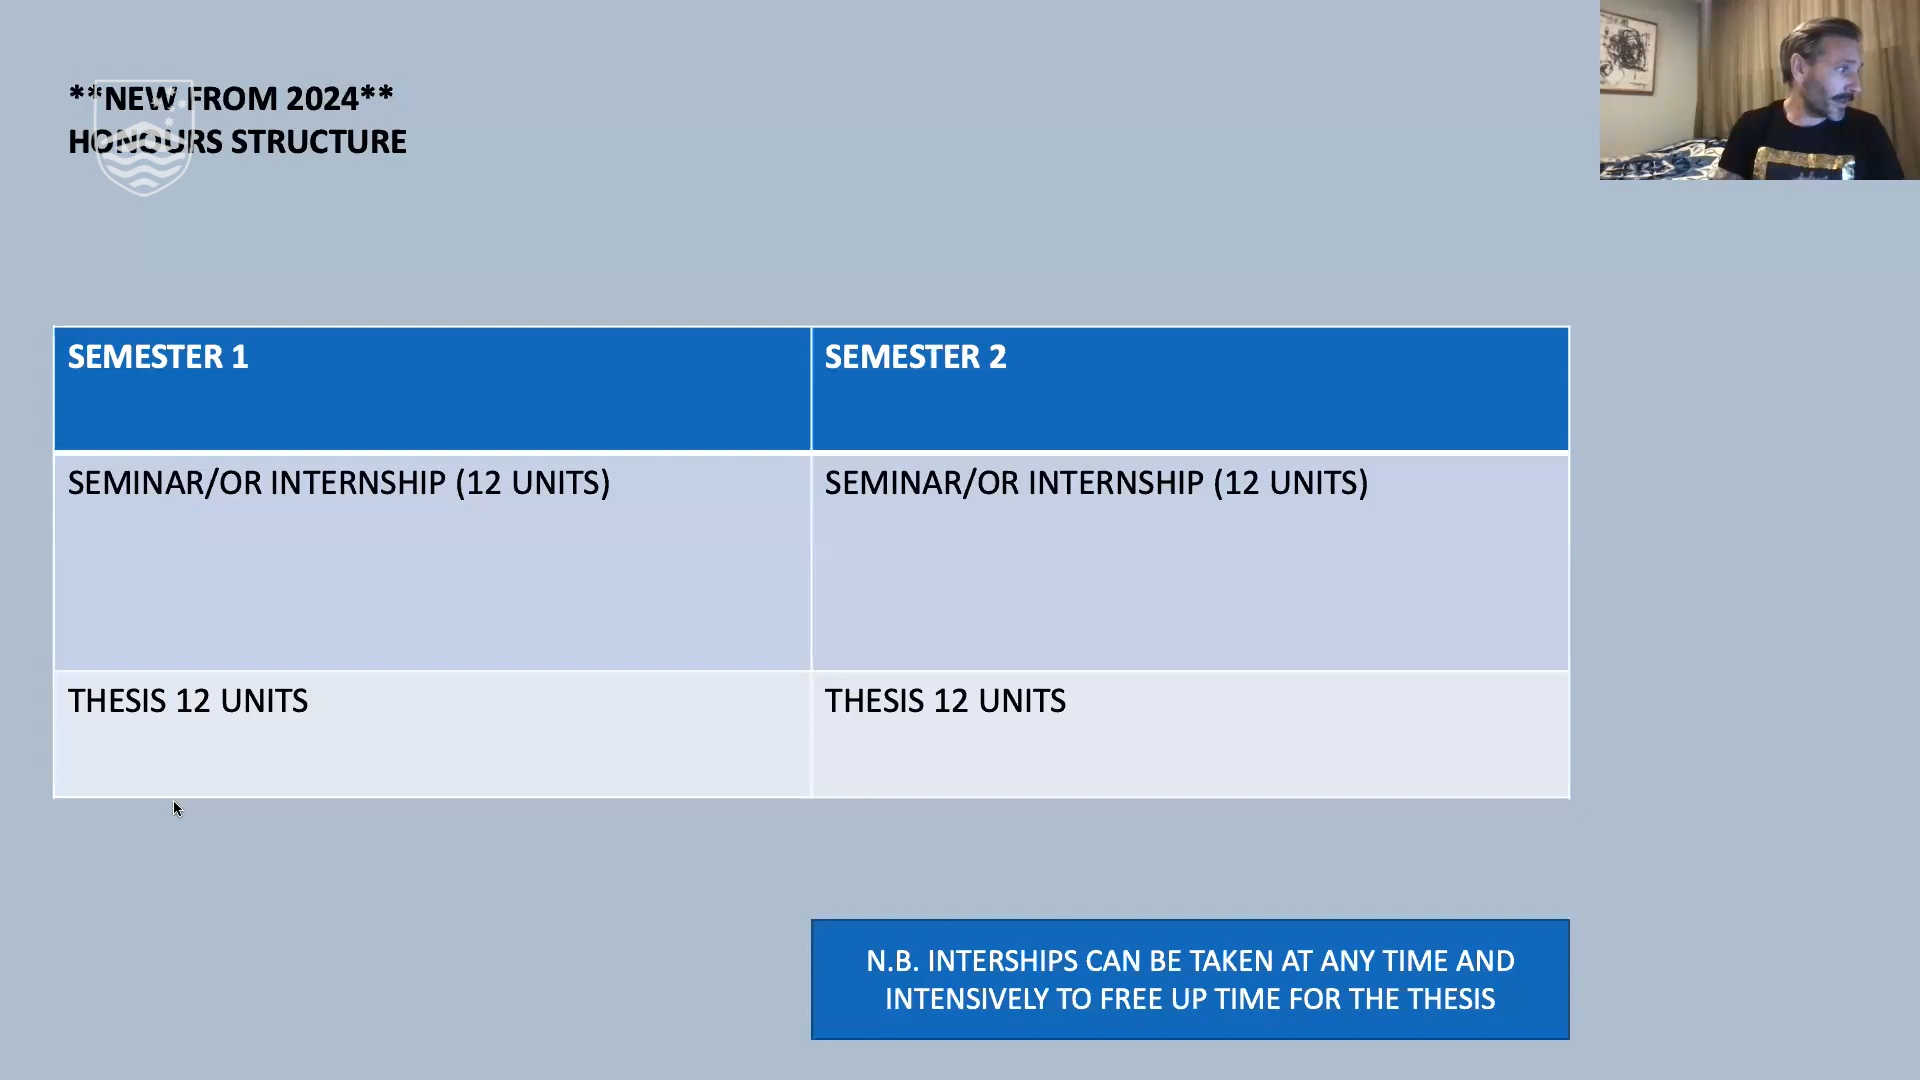 **NEW FROM 2024**
HONOURS STRUCTURE
SEMESTER 1
SEMESTER 2
SEMINAR/OR INTERNSHIP (12 UNITS)
SEMINAR/OR INTERNSHIP (12 UNITS)
THESIS 12 UNITS
THESIS 12 UNITS
N.B. INTERSHIPS CAN BE TAKEN AT ANY TIME AND
INTENSIVELY TO FREE UP TIME FOR THE THESIS